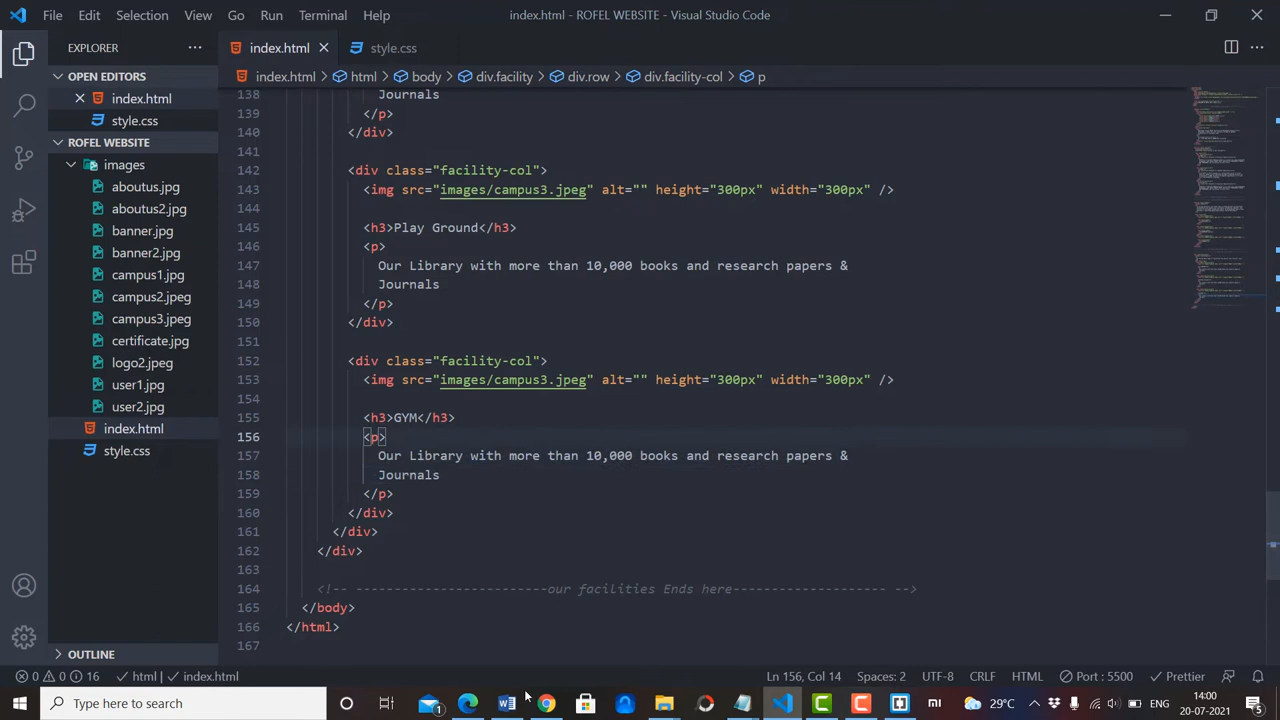 File Edit Selection View Go Run Terminal Help index.html - ROFEL WEBSITE - Visual Studio Code
EXPLORER
OPEN EDITORS
index.html
style.css
ROFEL WEBSITE
images
aboutus.jpg
aboutus2.jpg
banner.jpg
banner2.jpg
campus1.jpg
campus2.jpg
campus3.jpeg
certificate.jpg
logo2.jpeg
user1.jpg
user2.jpg
index.html
style.css
OUTLINE
index.html style.css
index.html > html > body > div.facility > div.row > div.facility-col > p
138 Journals
139 </p>
140 </div>
141
142 <div class="facility-col">
143 <img src="images/campus3.jpeg" alt="" height="300px" width="300px" />
144
145 <h3>Play Ground</h3>
146 <p>
147 Our Library with more than 10,000 books and research papers &
148 Journals
149 </p>
150 </div>
151
152 <div class="facility-col">
153 <img src="images/campus3.jpeg" alt="" height="300px" width="300px" />
154
155 <h3>GYM</h3>
156 <p>
157 Our Library with more than 10,000 books and research papers &
158 Journals
159 </p>
160 </div>
161 </div>
162 </div>
163
164 <!-- -------------------------our facilities Ends here-------------------- -->
165 </body>
166 </html>
167
0 0 16 html index.html Ln 156, Col 14 Spaces: 2 UTF-8 CRLF HTML Port : 5500 Prettier
Type here to search 1 29°C ENG 14:00
20-07-2021 5